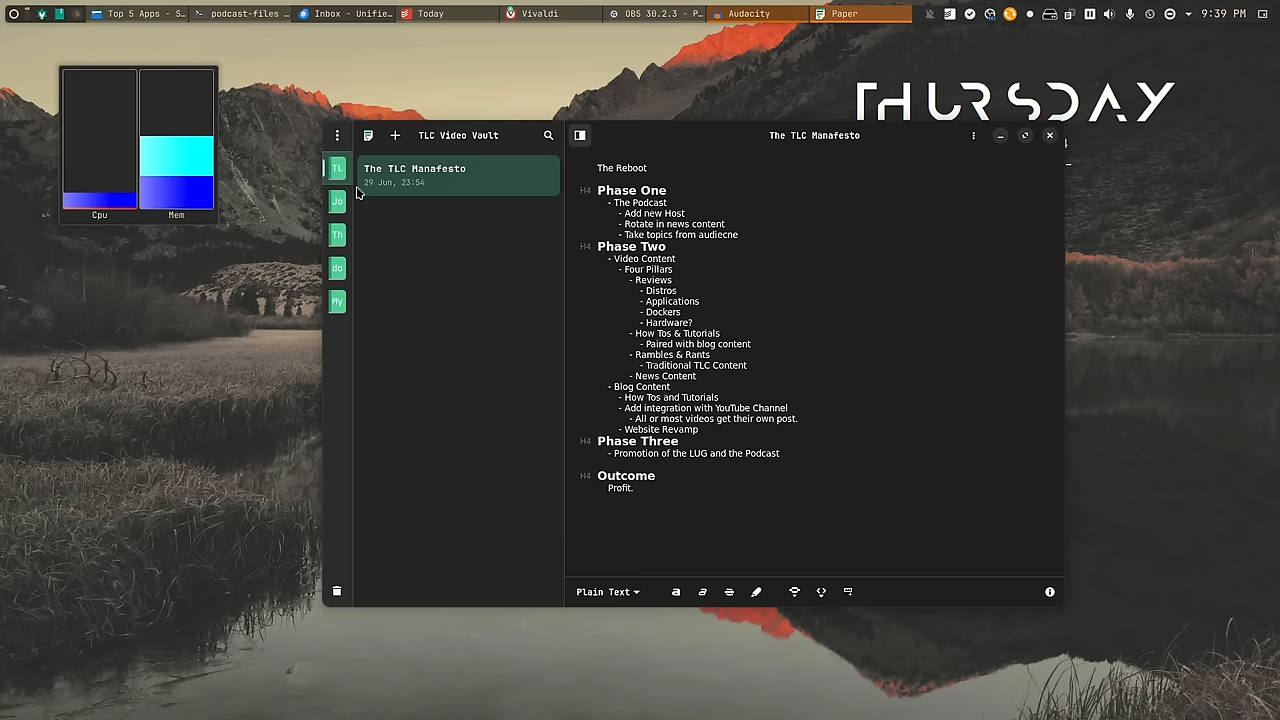 Top 5 Apps - S...
podcast-files ...
Inbox - Unifie...
Today
Vivaldi
OBS 30.2.3 - P...
Audacity
Paper
9:39 PM
THURSDAY
Cpu
Mem
TLC Video Vault
The TLC Manafesto
TL
Jo
Th
do
My
The TLC Manafesto
29 Jun, 23:54
The Reboot
H4 Phase One
- The Podcast
- Add new Host
- Rotate in news content
- Take topics from audiecne
H4 Phase Two
- Video Content
- Four Pillars
- Reviews
- Distros
- Applications
- Dockers
- Hardware?
- How Tos & Tutorials
- Paired with blog content
- Rambles & Rants
- Traditional TLC Content
- News Content
- Blog Content
- How Tos and Tutorials
- Add integration with YouTube Channel
- All or most videos get their own post.
- Website Revamp
H4 Phase Three
- Promotion of the LUG and the Podcast
H4 Outcome
Profit.
Plain Text